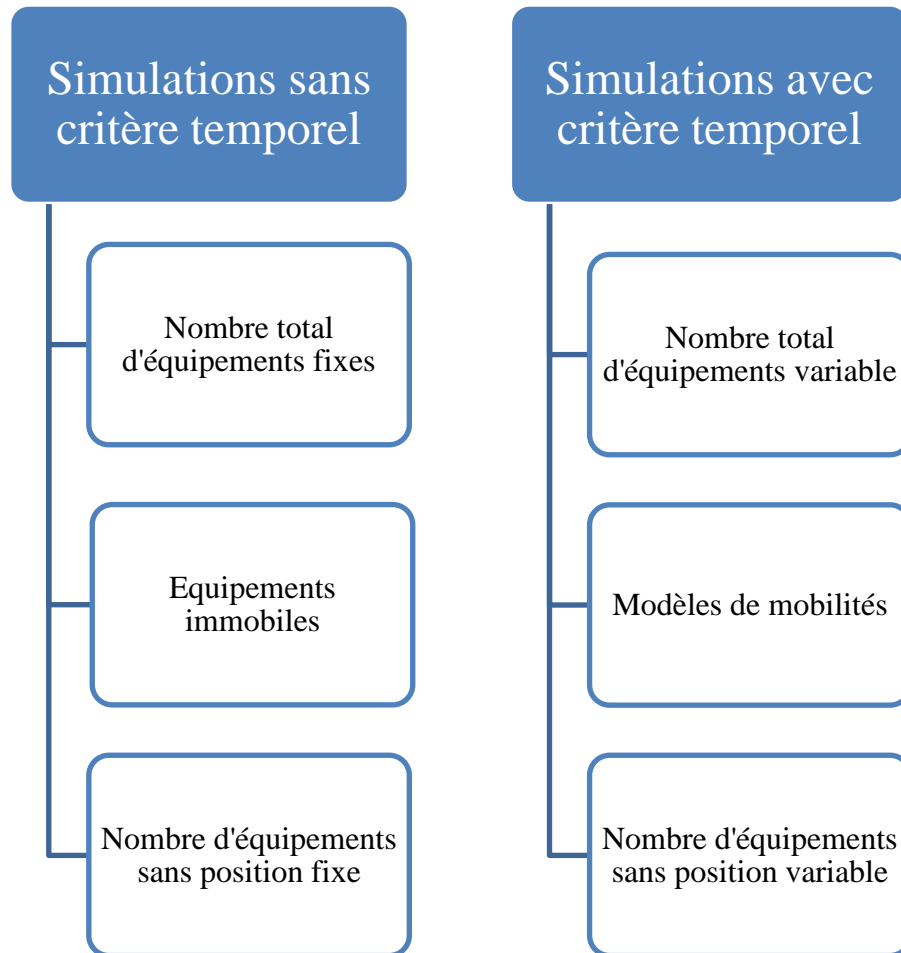 Simulations sans
critère temporel
Nombre total
d'équipements fixes
Equipements
immobiles
Nombre d'équipements
sans position fixe
Simulations avec
critère temporel
Nombre total
d'équipements variable
Modèles de mobilités
Nombre d'équipements
sans position variable